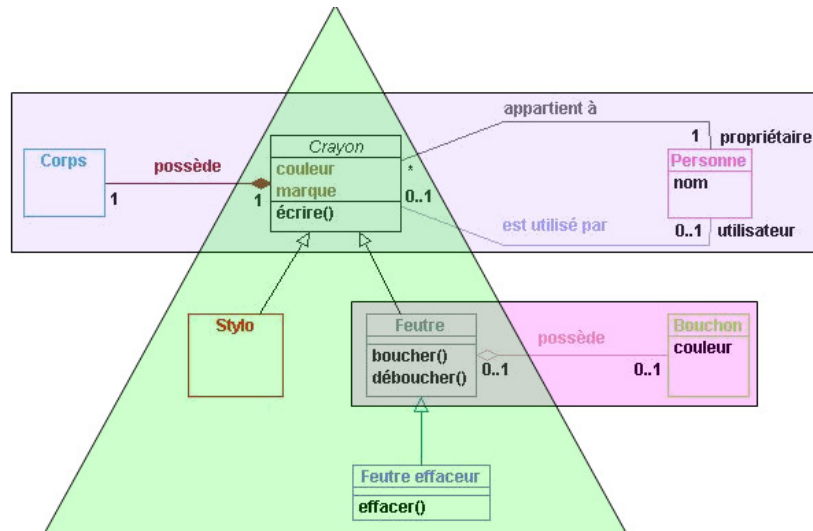 appartient à
1 propriétaire
Crayon
Corps
possède
couleur
marque
*
Personne
nom
1
1
0..1
écrire()
est utilisé par
0..1 utilisateur
Stylo
Feutre
Bouchon
possède
couleur
boucher()
déboucher()
0..1
0..1
Feutre effaceur
effacer()